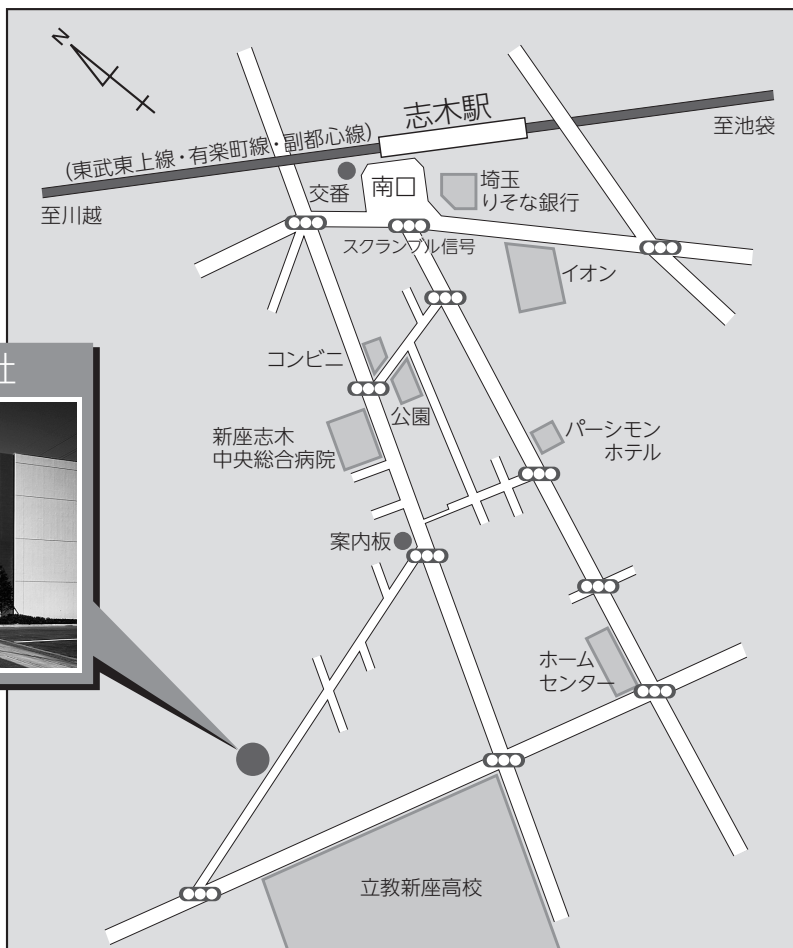 N
志木駅
(東武東上線・有楽町線・副都心線)
至池袋
至川越
交番
南口
埼玉
りそな銀行
スクランブル信号
イオン
コンビニ
公園
社
新座志木
中央総合病院
パーシモン
ホテル
案内板
ホーム
センター
立教新座高校